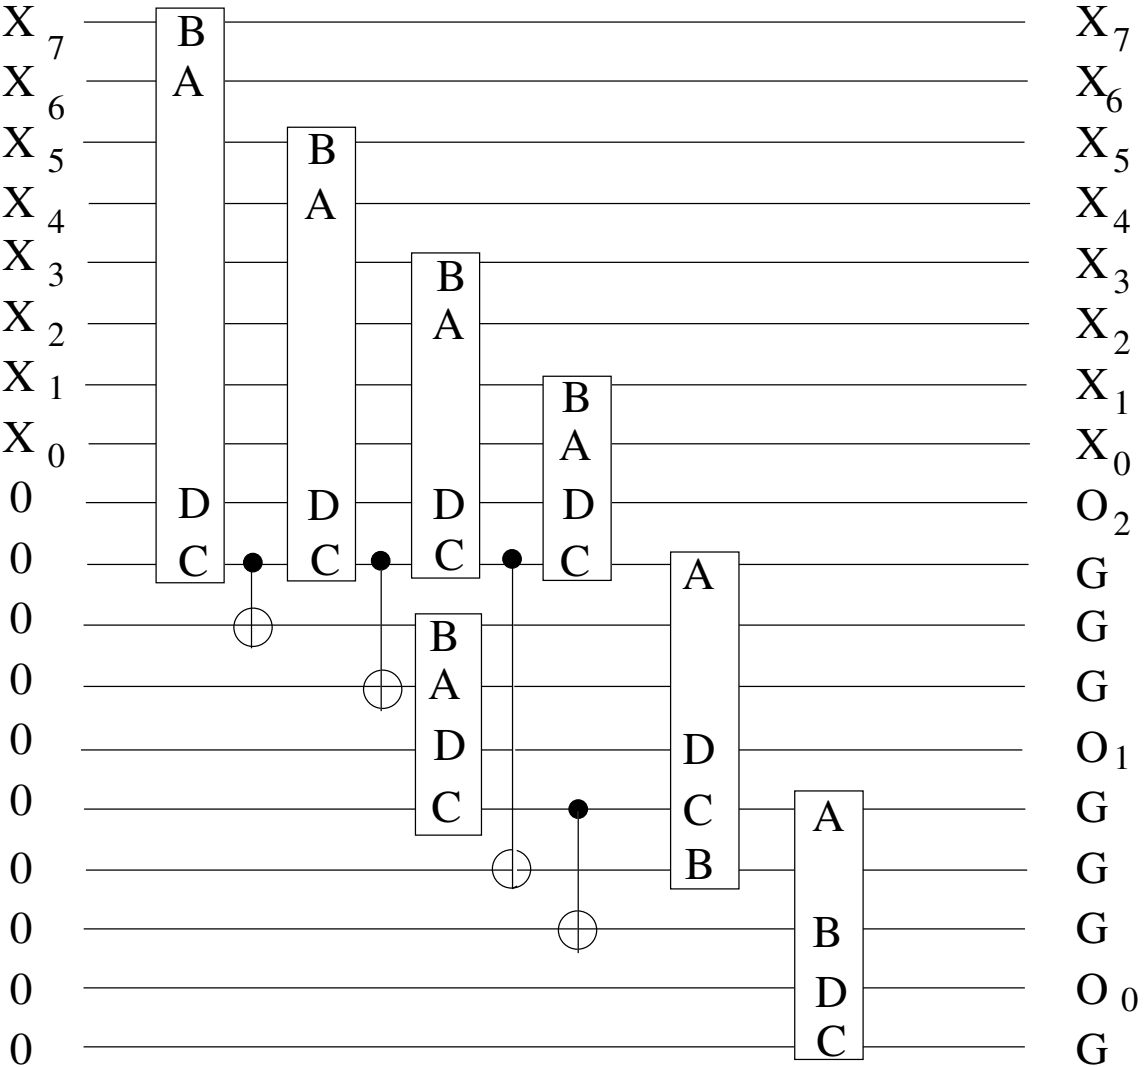 X7 B X7
X6 A X6
X5 B X5
X4 A X4
X3 B X3
X2 A X2
X1 B X1
X0 A X0
0 D D D D O2
0 C C C C A G
0 B G
0 A G
0 D D O1
0 C C A G
0 B G
0 B G
0 D O0
0 C G